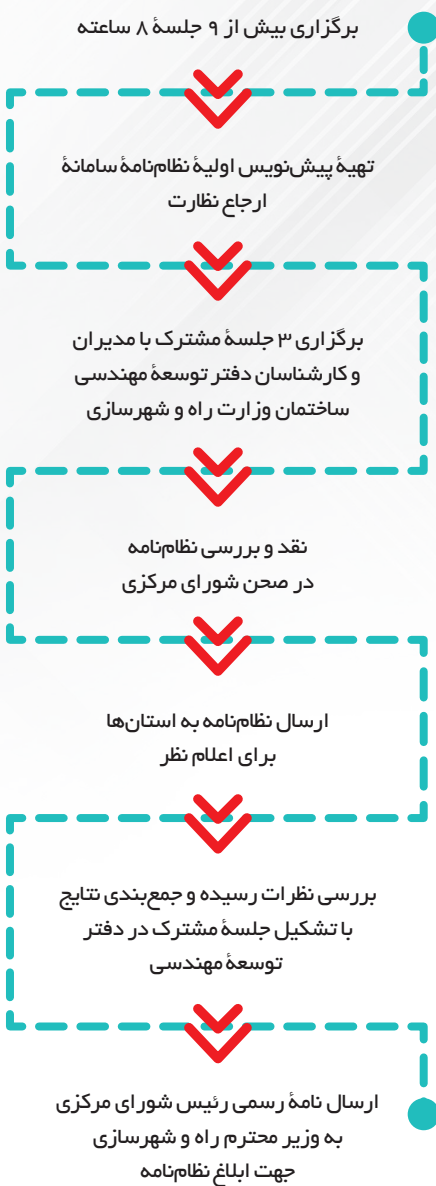 برگزاری بیش از ۹ جلسهٔ ۸ ساعته
تهیهٔ پیش‌نویس اولیهٔ نظام‌نامهٔ سامانهٔ
ارجاع نظارت
برگزاری ۳ جلسهٔ مشترک با مدیران
و کارشناسان دفتر توسعهٔ مهندسی
ساختمان وزارت راه و شهرسازی
نقد و بررسی نظام‌نامه
در صحن شورای مرکزی
ارسال نظام‌نامه به استان‌ها
برای اعلام نظر
بررسی نظرات رسیده و جمع‌بندی نتایج
با تشکیل جلسهٔ مشترک در دفتر
توسعهٔ مهندسی
ارسال نامهٔ رسمی رئیس شورای مرکزی
به وزیر محترم راه و شهرسازی
جهت ابلاغ نظام‌نامه